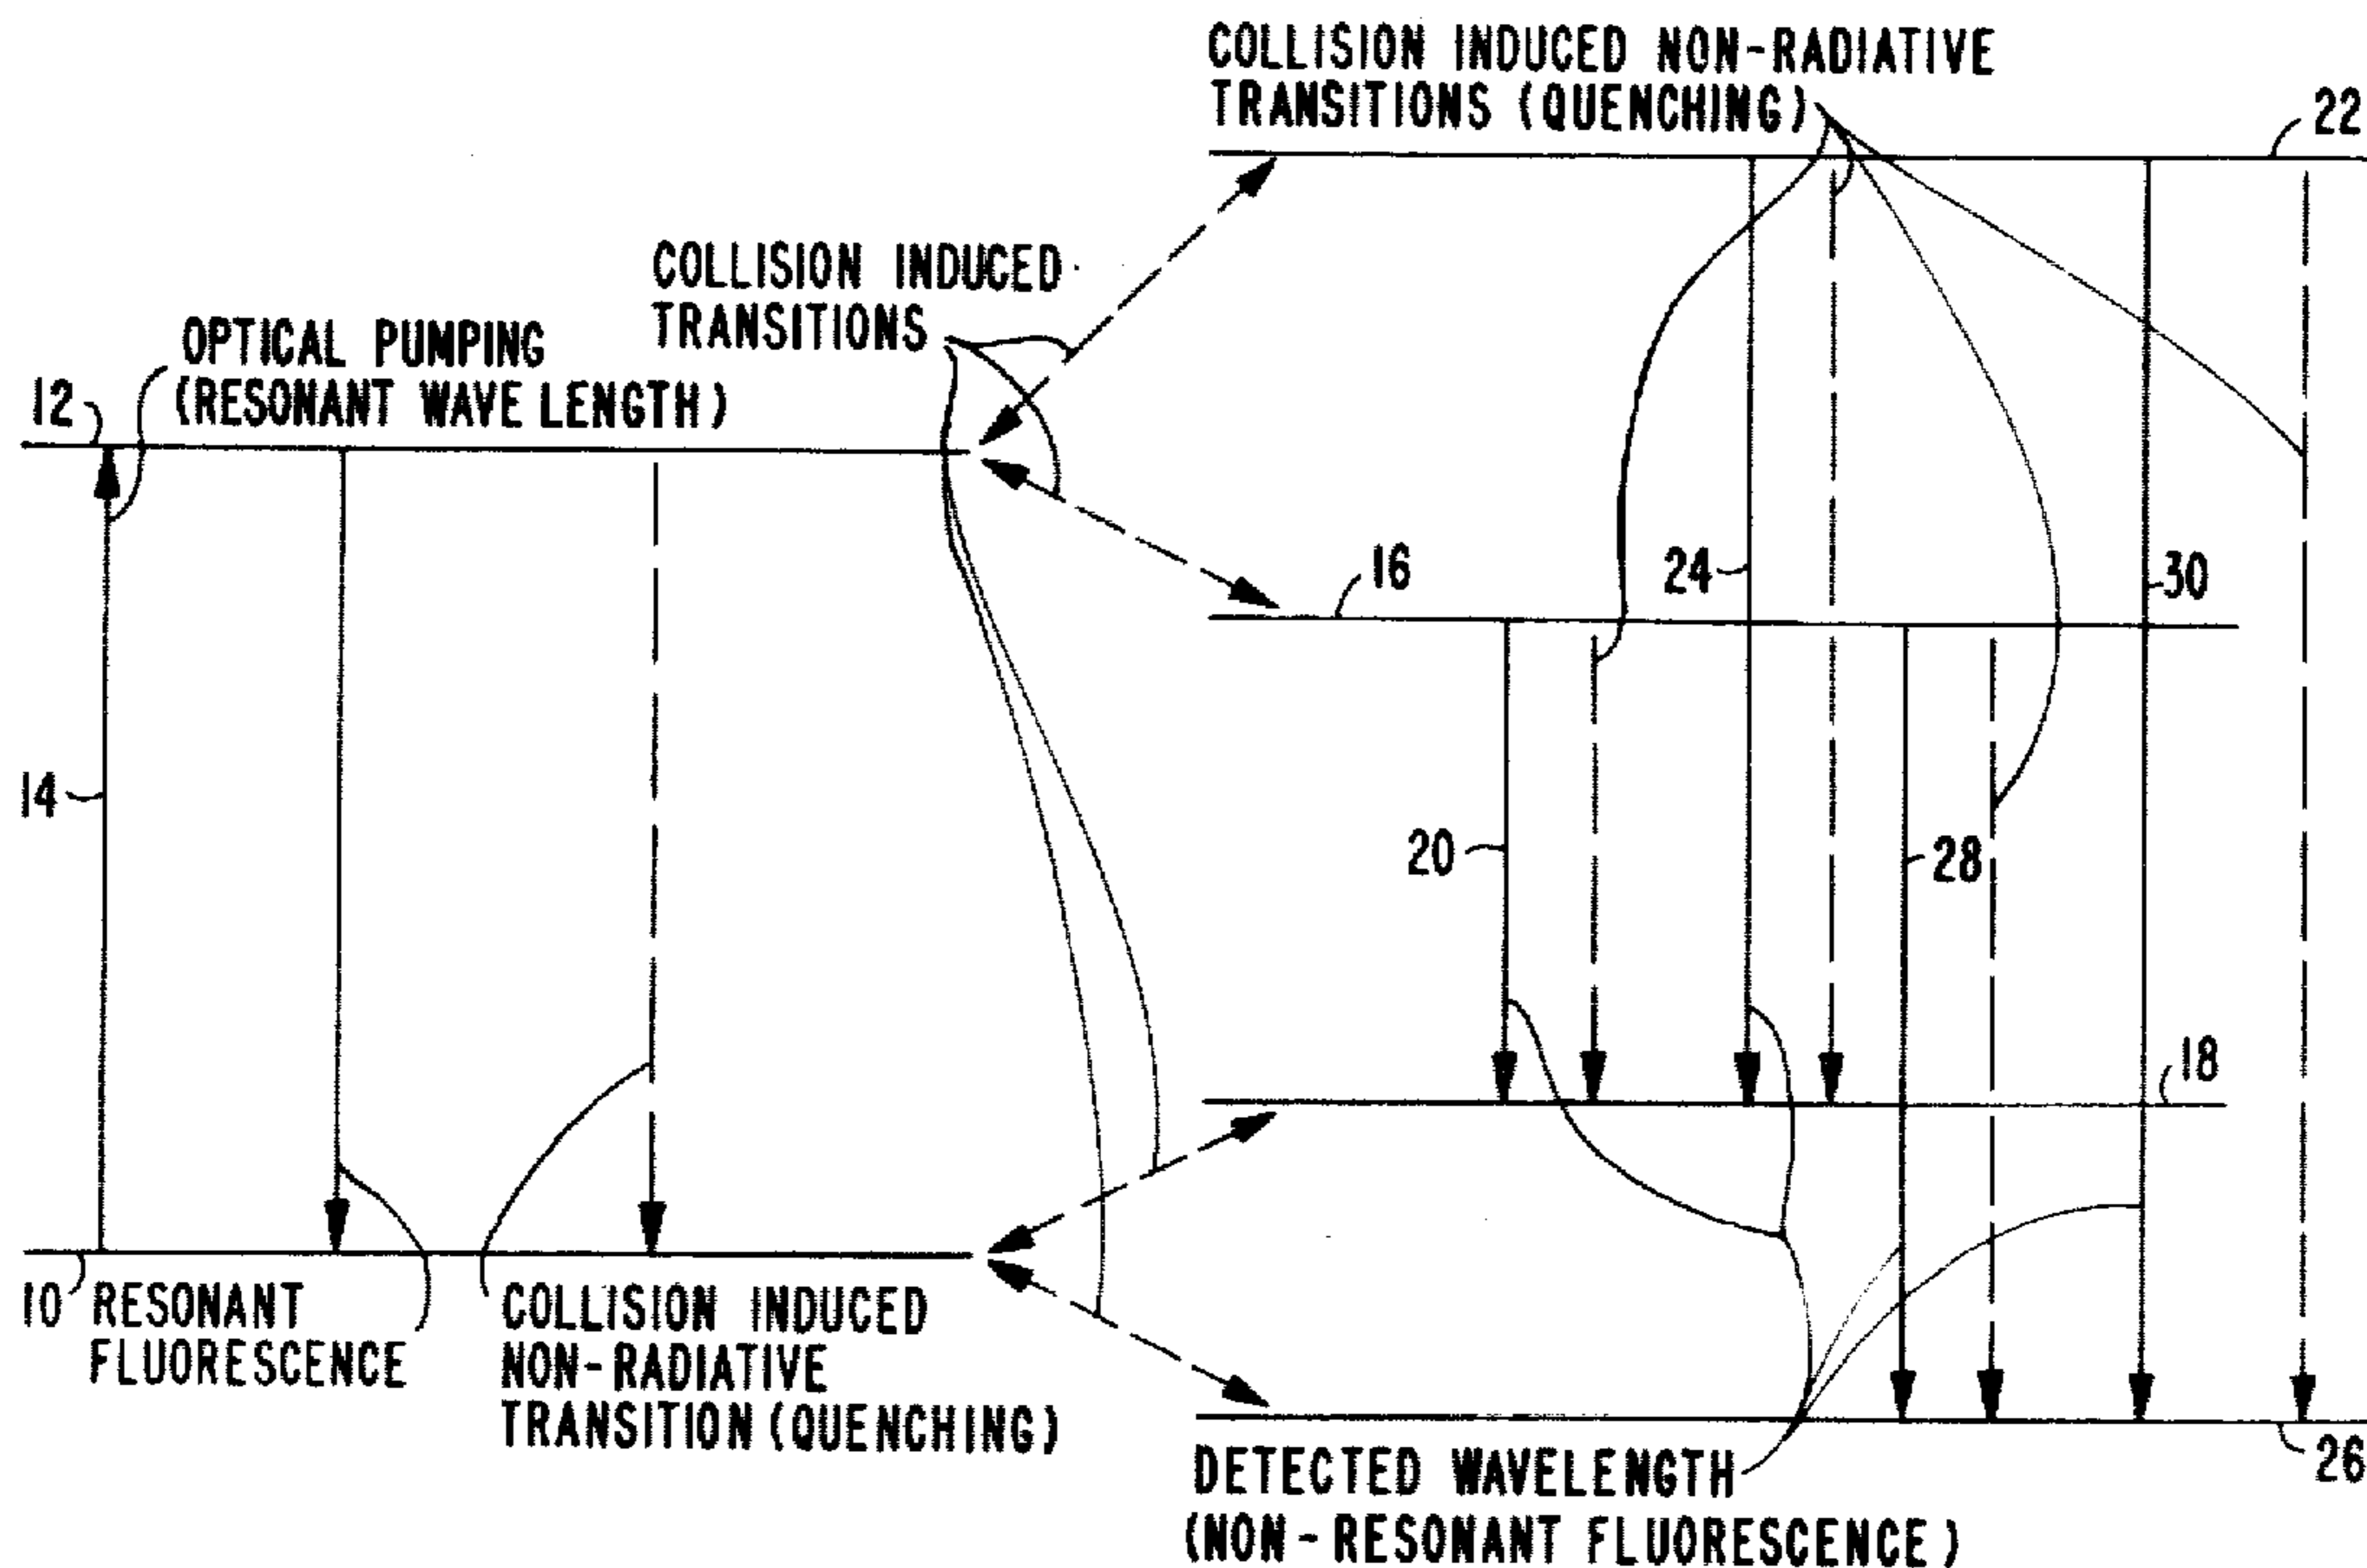 COLLISION INDUCED NON-RADIATIVE
TRANSITIONS (QUENCHING)
22
COLLISION INDUCED
TRANSITIONS
OPTICAL PUMPING
(RESONANT WAVE LENGTH)
12
16
24
30
14
20
28
18
10
RESONANT
FLUORESCENCE
COLLISION INDUCED
NON-RADIATIVE
TRANSITION (QUENCHING)
26
DETECTED WAVELENGTH
(NON-RESONANT FLUORESCENCE)